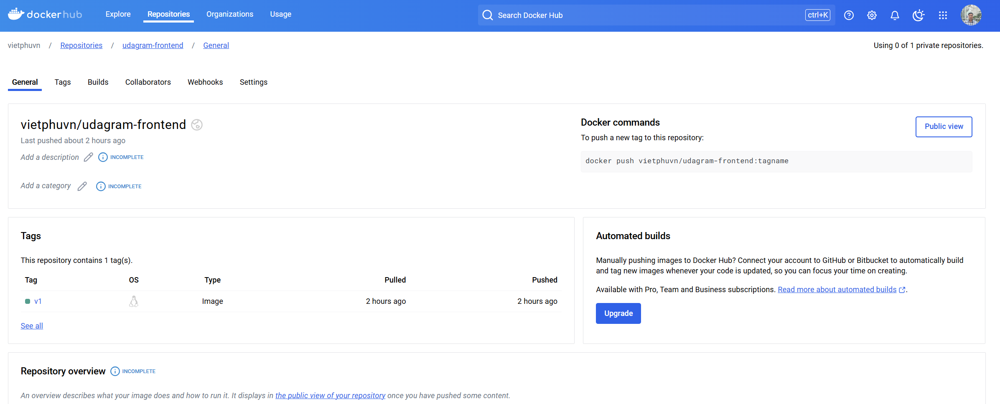 dockerhub
Explore
Repositories
Organizations
Usage
Search Docker Hub
ctrl+K
vietphuvn / Repositories / udagram-frontend / General
Using 0 of 1 private repositories.
General
Tags
Builds
Collaborators
Webhooks
Settings
vietphuvn/udagram-frontend
Last pushed about 2 hours ago
Add a description
INCOMPLETE
Add a category
INCOMPLETE
Docker commands
Public view
To push a new tag to this repository:
docker push vietphuvn/udagram-frontend:tagname
Tags
This repository contains 1 tag(s).
Tag OS Type Pulled Pushed
v1 Image 2 hours ago 2 hours ago
See all
Automated builds
Manually pushing images to Docker Hub? Connect your account to GitHub or Bitbucket to automatically build
and tag new images whenever your code is updated, so you can focus your time on creating.
Available with Pro, Team and Business subscriptions. Read more about automated builds.
Upgrade
Repository overview
INCOMPLETE
An overview describes what your image does and how to run it. It displays in the public view of your repository once you have pushed some content.